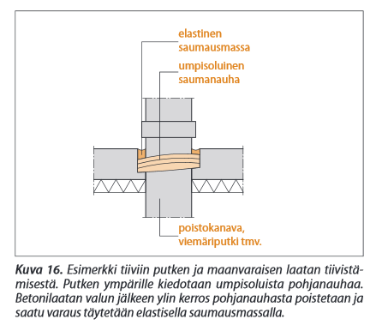 elastinen
saumausmassa
umpisoluinen
saumanauha
poistokanava,
viemäriputki tmv.
Kuva 16. Esimerkki tiiviin putken ja maanvaraisen laatan tiivistä-
misestä. Putken ympärille kiedotaan umpisoluista pohjanauhaa.
Betonilaatan valun jälkeen ylin kerros pohjanauhasta poistetaan ja
saatu varaus täytetään elastisella saumausmassalla.